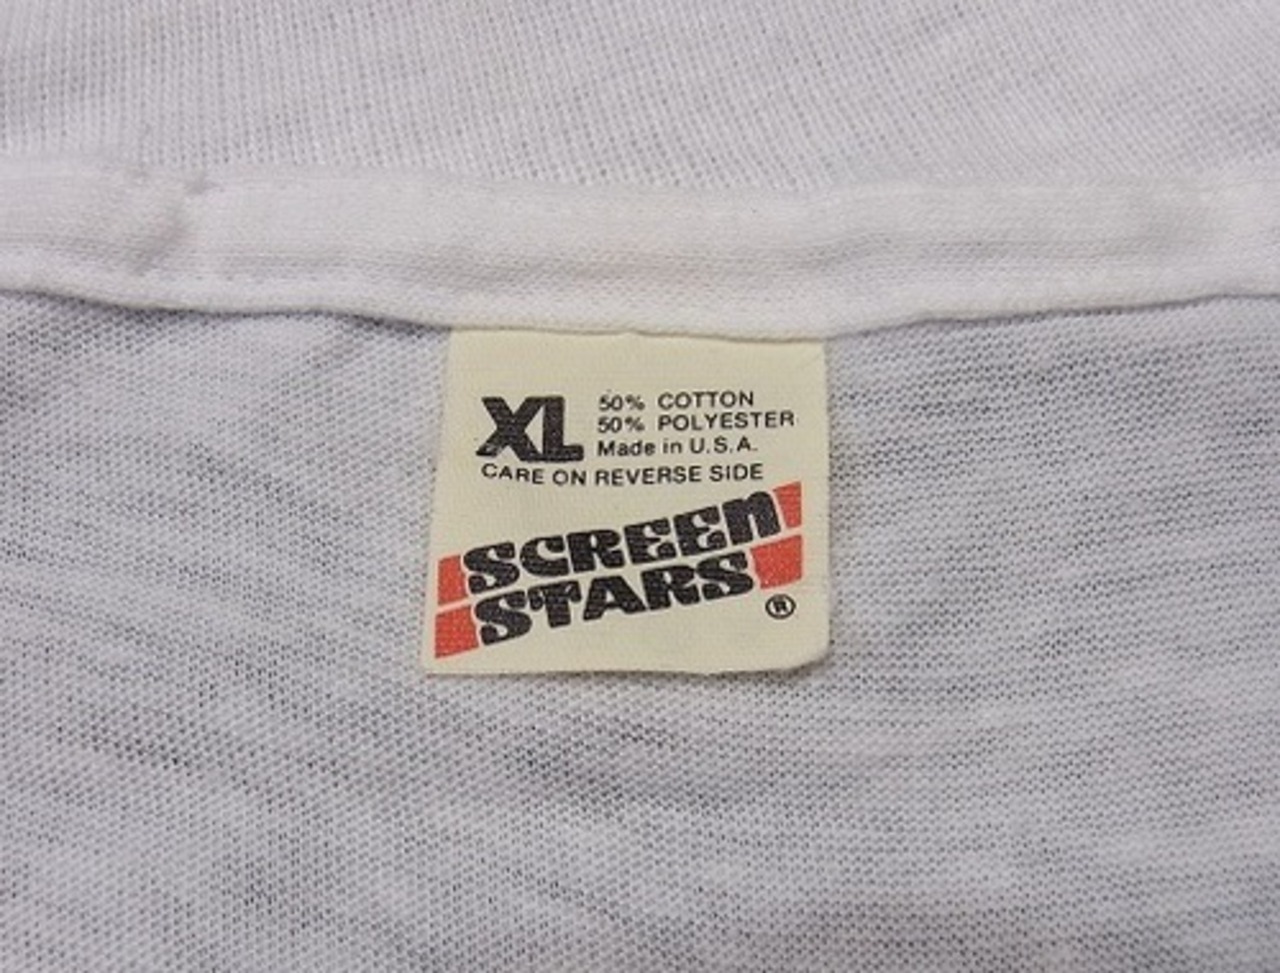 XL 50% COTTON
50% POLYESTER
Made in U.S.A.
CARE ON REVERSE SIDE
SCREEN
STARS ®